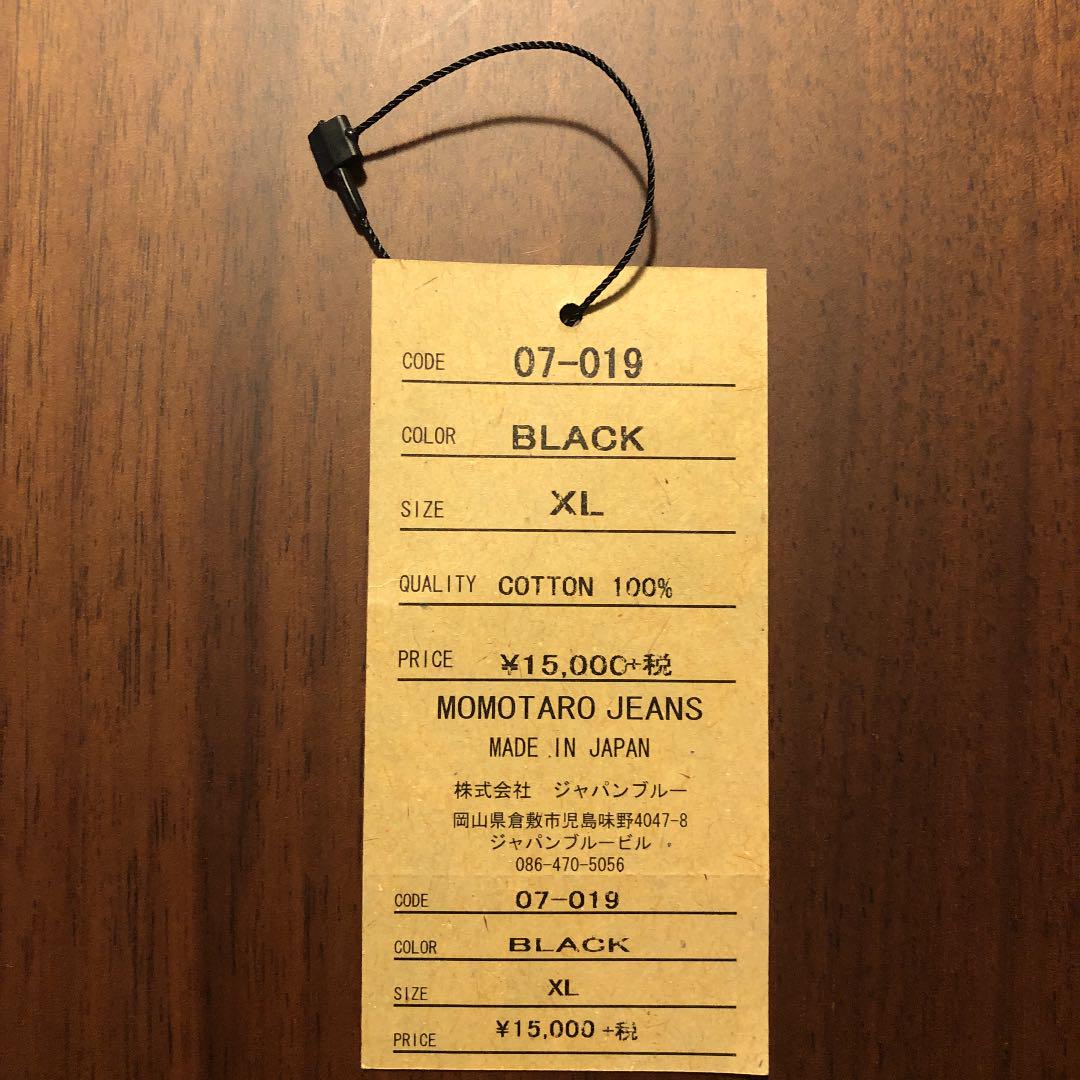 CODE 07-019
COLOR BLACK
SIZE XL
QUALITY COTTON 100%
PRICE ¥15,000+税
MOMOTARO JEANS
MADE IN JAPAN
株式会社 ジャパンブルー
岡山県倉敷市児島味野4047-8
ジャパンブルービル
086-470-5056
CODE 07-019
COLOR BLACK
SIZE XL
PRICE ¥15,000+税